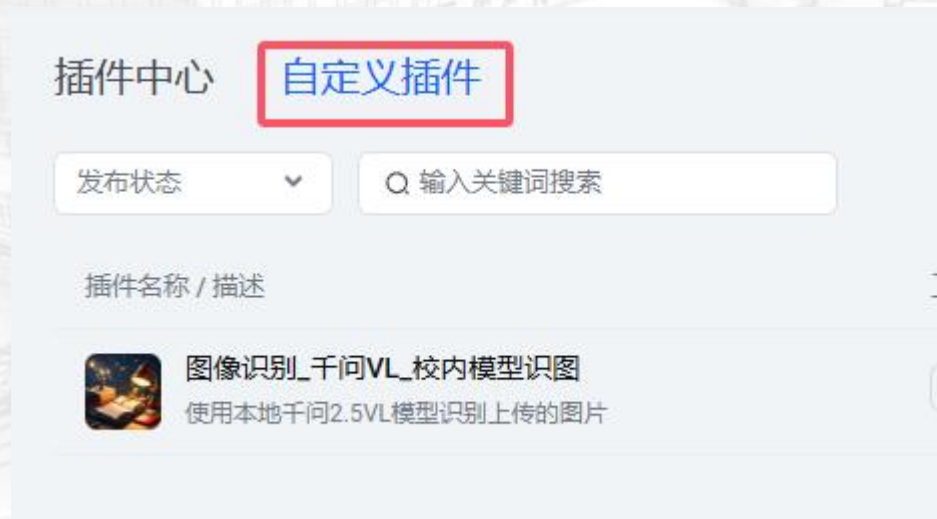 插件中心 自定义插件
发布状态 输入关键词搜索
插件名称 / 描述
图像识别_千问VL_校内模型识图
使用本地千问2.5VL模型识别上传的图片